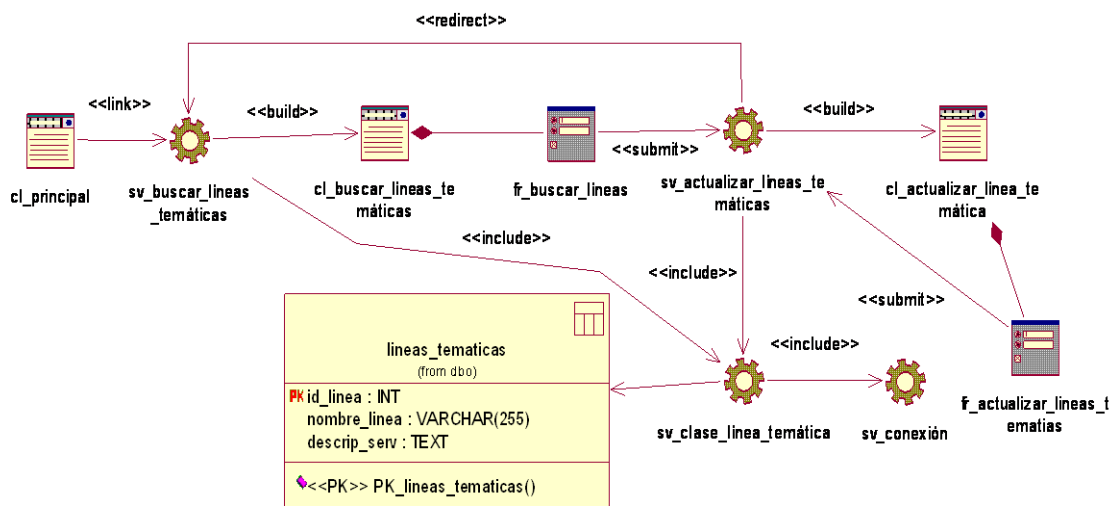 <<redirect>>
<<link>>
<<build>>
<<build>>
<<submit>>
cl_principal
sv_buscar_lineas
_temáticas
cl_buscar_lineas_te
máticas
fr_buscar_lineas
sv_actualizar_lineas_te
máticas
cl_actualizar_linea_te
mática
<<include>>
<<include>>
<<submit>>
<<include>>
lineas_tematicas
(from dbo)
PK id_linea : INT
nombre_linea : VARCHAR(255)
descrip_serv : TEXT
<<PK>> PK_lineas_tematicas()
sv_clase_linea_temática
sv_conexión
fr_actualizar_lineas_t
ematias